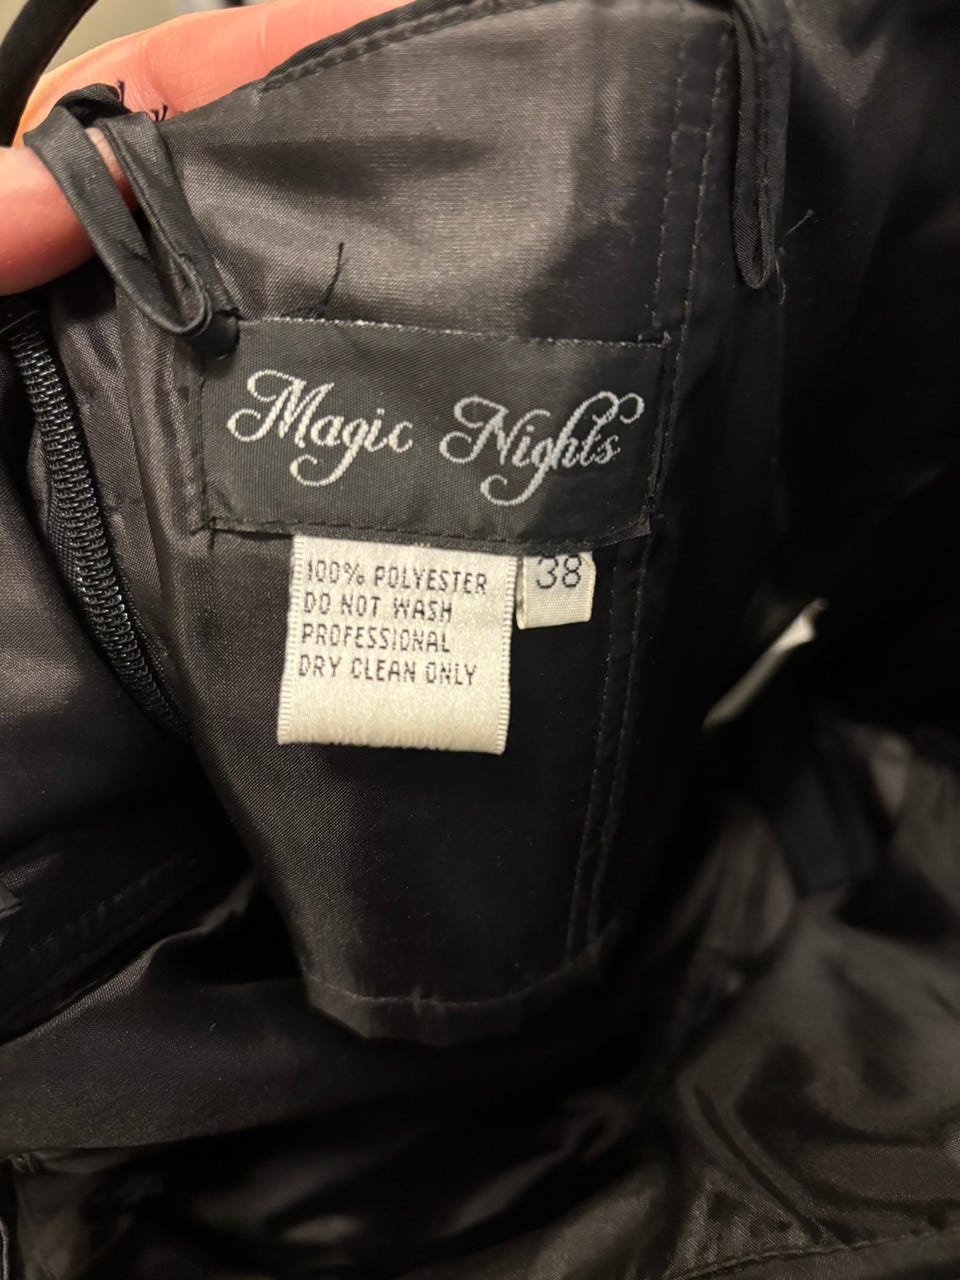 Magic Nights
100% POLYESTER
DO NOT WASH
PROFESSIONAL
DRY CLEAN ONLY
38